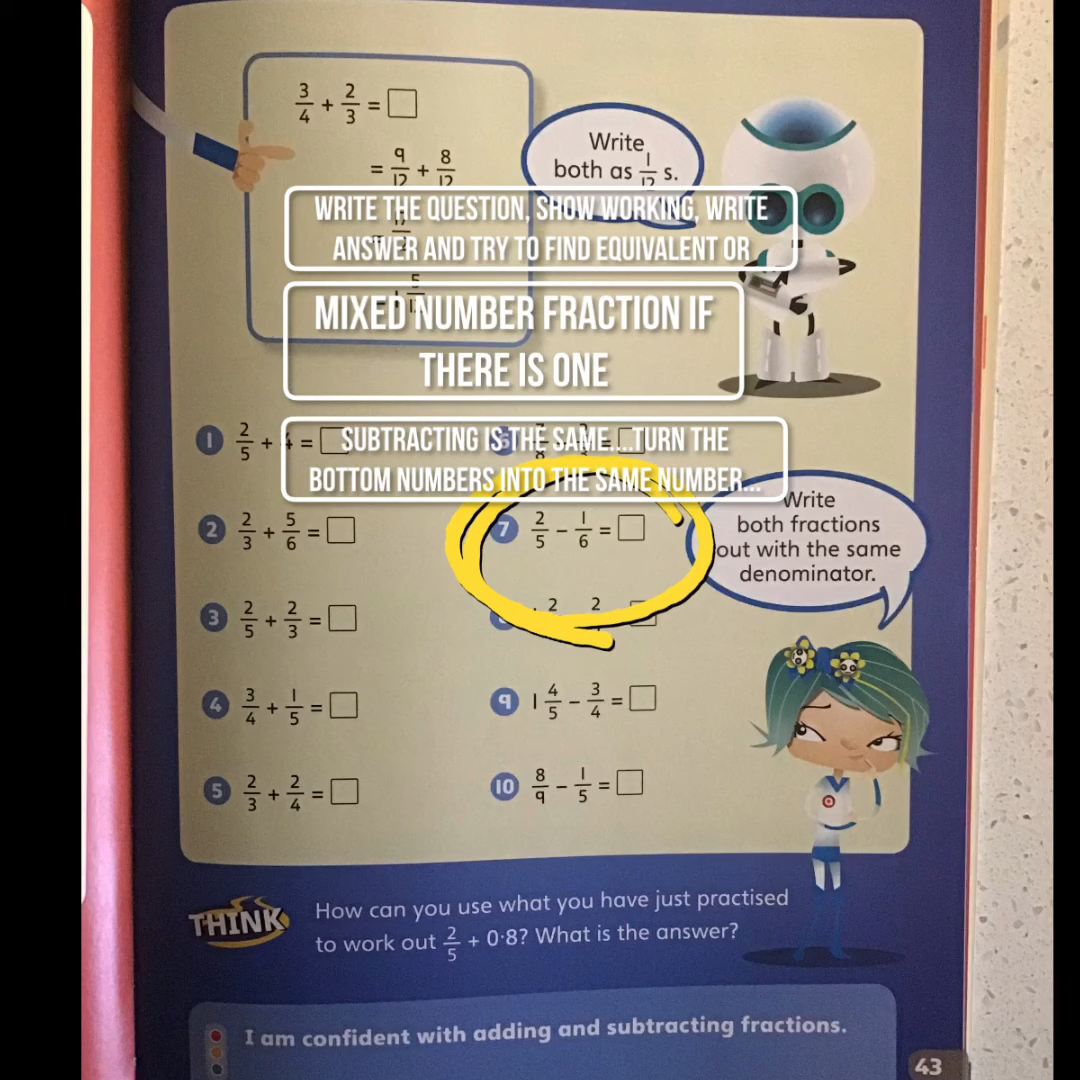 3/4 + 2/3 = □
= 9/12 + 8/12
Write
both as 1/12 s.
WRITE THE QUESTION, SHOW WORKING, WRITE
ANSWER AND TRY TO FIND EQUIVALENT OR
MIXED NUMBER FRACTION IF
THERE IS ONE
SUBTRACTING IS THE SAME....TURN THE
BOTTOM NUMBERS INTO THE SAME NUMBER...
1 2/5 +
2 2/3 + 5/6 = □
3 2/5 + 2/3 = □
4 3/4 + 1/5 = □
5 2/3 + 2/4 = □
7 2/5 - 1/6 = □
9 1 4/5 - 3/4 = □
10 8/9 - 1/5 = □
Write
both fractions
out with the same
denominator.
THINK
How can you use what you have just practised
to work out 2/5 + 0·8? What is the answer?
I am confident with adding and subtracting fractions.
43